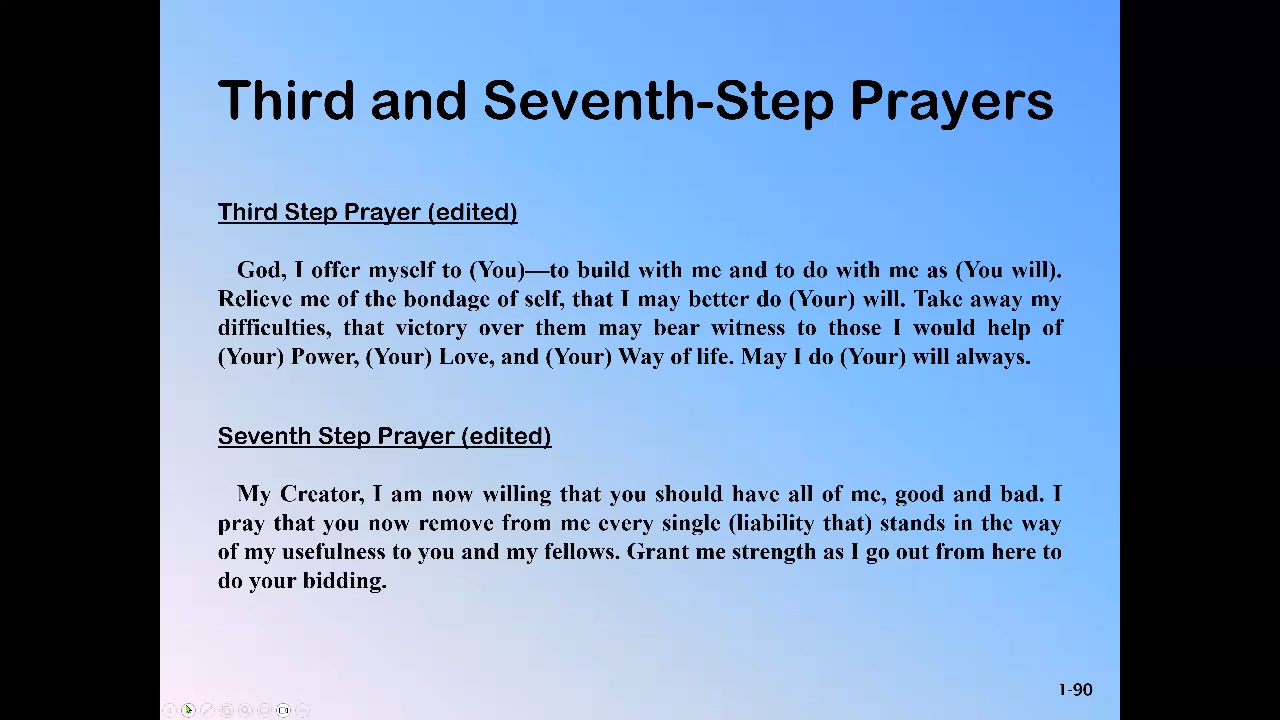 Third and Seventh-Step Prayers
Third Step Prayer (edited)
God, I offer myself to (You)—to build with me and to do with me as (You will).
Relieve me of the bondage of self, that I may better do (Your) will. Take away my
difficulties, that victory over them may bear witness to those I would help of
(Your) Power, (Your) Love, and (Your) Way of life. May I do (Your) will always.
Seventh Step Prayer (edited)
My Creator, I am now willing that you should have all of me, good and bad. I
pray that you now remove from me every single (liability that) stands in the way
of my usefulness to you and my fellows. Grant me strength as I go out from here to
do your bidding.
1-90